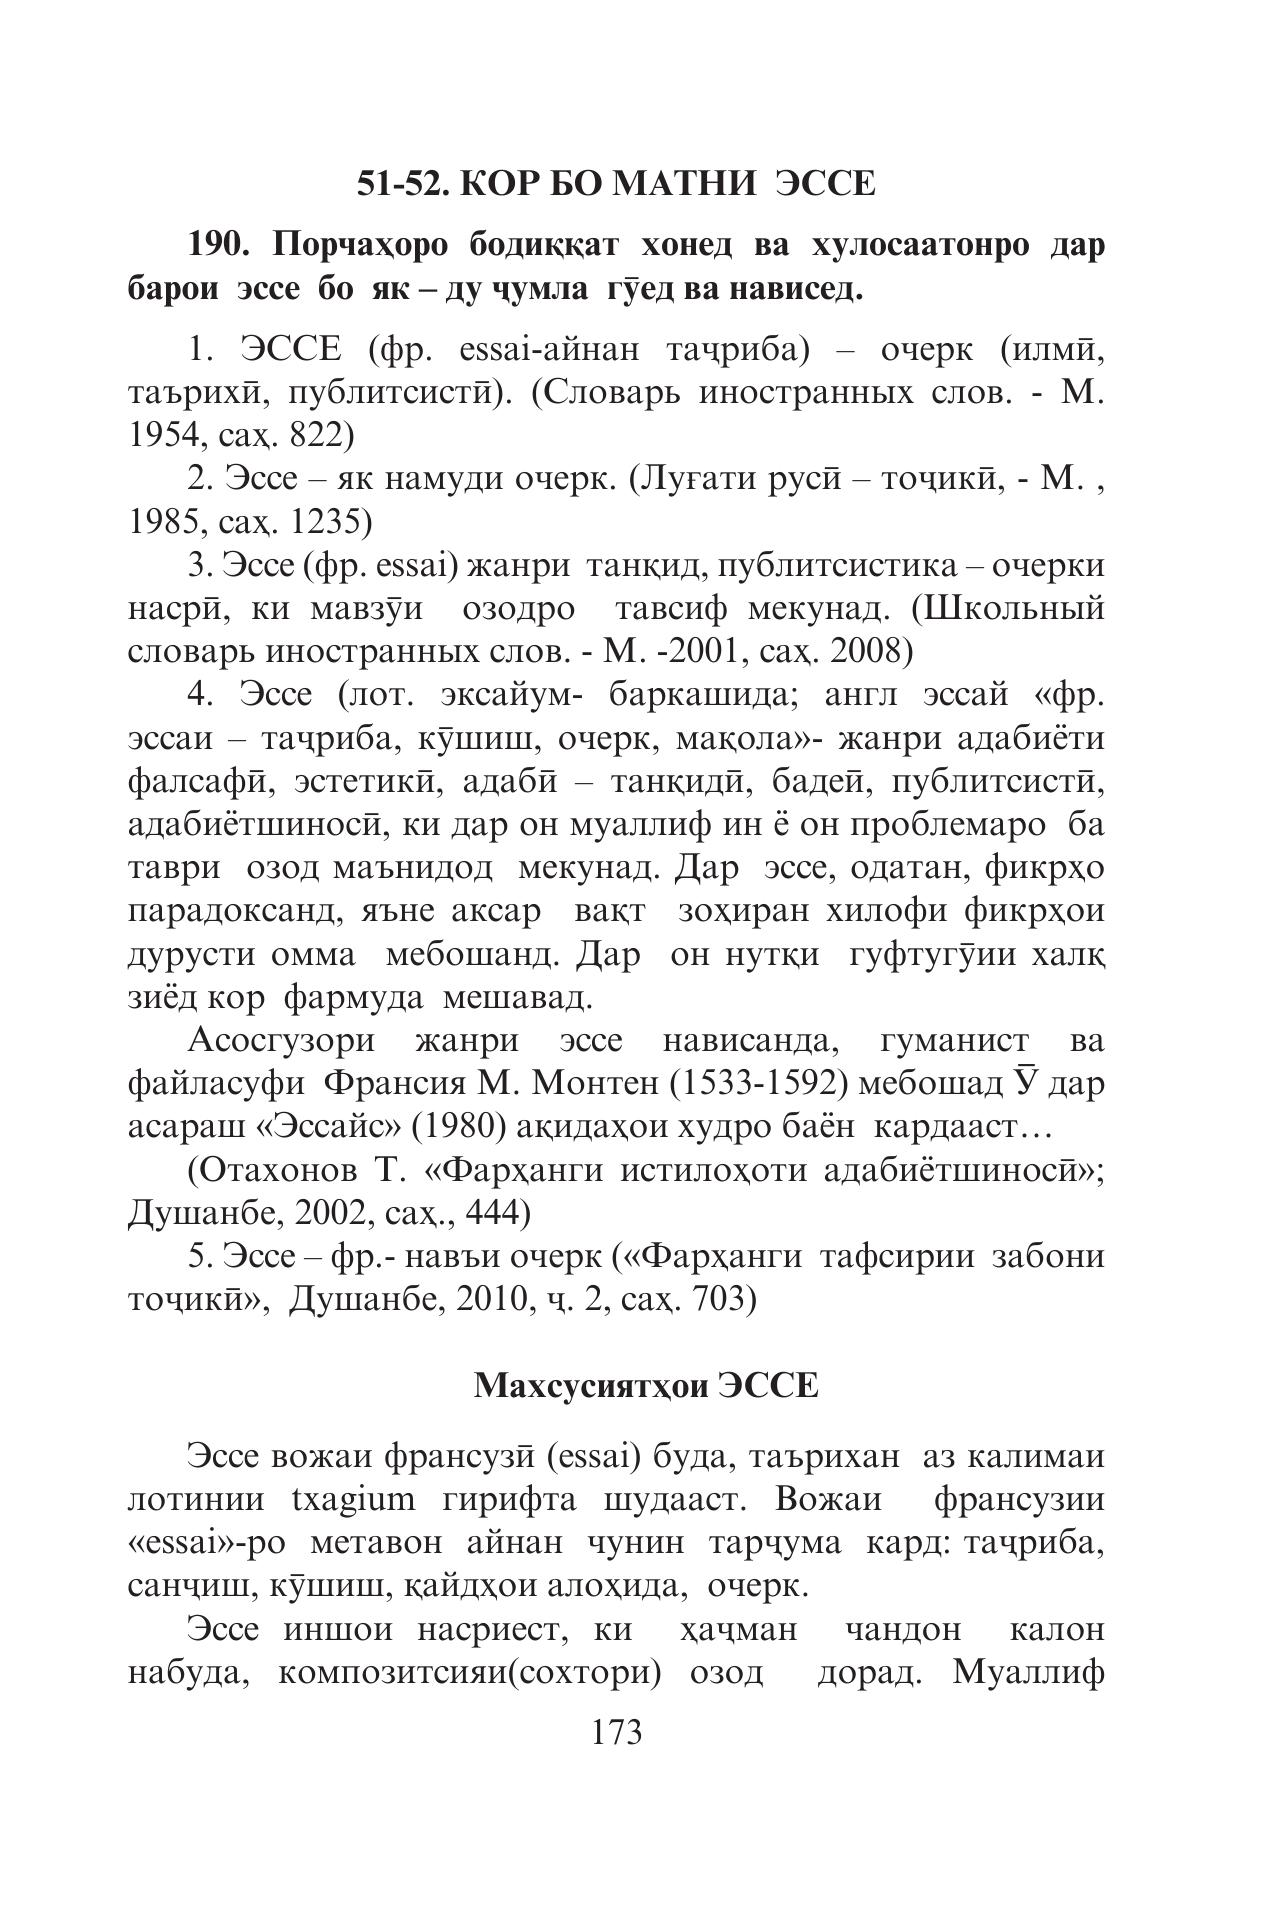 51-52. КОР БО МАТНИ ЭССЕ
190. Порчаҳоро бодиққат хонед ва хулосаатонро дар
барои эссе бо як – ду ҷумла гӯед ва нависед.
1. ЭССЕ (фр. essai-айнан таҷриба) – очерк (илмӣ,
таърихӣ, публитсистӣ). (Словарь иностранных слов. - М.
1954, саҳ. 822)
2. Эссе – як намуди очерк. (Луғати русӣ – тоҷикӣ, - М. ,
1985, саҳ. 1235)
3. Эссе (фр. essai) жанри танқид, публитсистика – очерки
насрӣ, ки мавзӯи озодро тавсиф мекунад. (Школьный
словарь иностранных слов. - М. -2001, саҳ. 2008)
4. Эссе (лот. эксайум- баркашида; англ эссай «фр.
эссаи – таҷриба, кӯшиш, очерк, мақола»- жанри адабиёти
фалсафӣ, эстетикӣ, адабӣ – танқидӣ, бадеӣ, публитсистӣ,
адабиётшиносӣ, ки дар он муаллиф ин ё он проблемаро ба
таври озод маънидод мекунад. Дар эссе, одатан, фикрҳо
парадоксанд, яъне аксар вақт зоҳиран хилофи фикрҳои
дурусти омма мебошанд. Дар он нутқи гуфтугӯии халқ
зиёд кор фармуда мешавад.
Асосгузори жанри эссе нависанда, гуманист ва
файласуфи Франсия М. Монтен (1533-1592) мебошад Ӯ дар
асараш «Эссайс» (1980) ақидаҳои худро баён кардааст…
(Отахонов Т. «Фарҳанги истилоҳоти адабиётшиносӣ»;
Душанбе, 2002, саҳ., 444)
5. Эссе – фр.- навъи очерк («Фарҳанги тафсирии забони
тоҷикӣ», Душанбе, 2010, ҷ. 2, саҳ. 703)
Махсусиятҳои ЭССЕ
Эссе вожаи франсузӣ (essai) буда, таърихан аз калимаи
лотинии txagium гирифта шудааст. Вожаи франсузии
«essai»-ро метавон айнан чунин тарҷума кард: таҷриба,
санҷиш, кӯшиш, қайдҳои алоҳида, очерк.
Эссе иншои насриест, ки ҳаҷман чандон калон
набуда, композитсияи(сохтори) озод дорад. Муаллиф
173